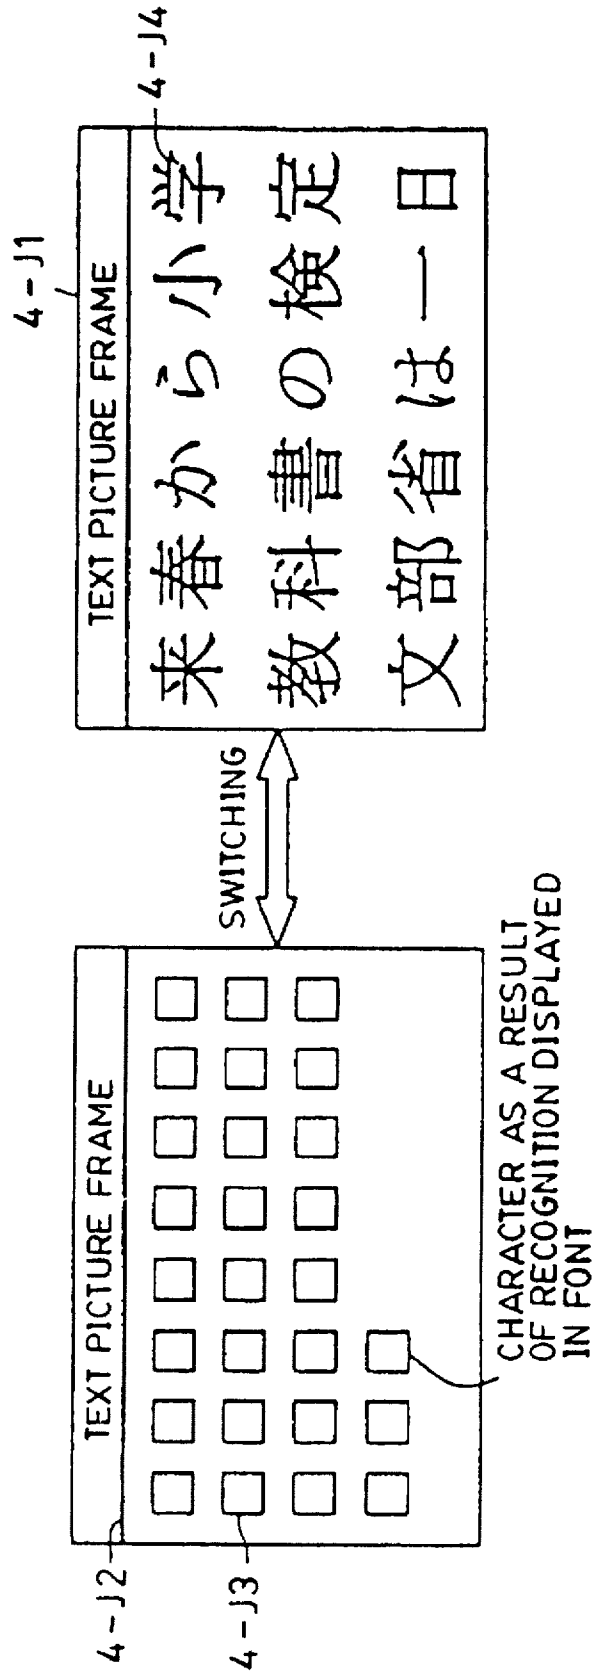 4-J2
TEXT PICTURE FRAME
4-J3
CHARACTER AS A RESULT
OF RECOGNITION DISPLAYED
IN FONT
SWITCHING
4-J1
TEXT PICTURE FRAME
4-J4
来春から小学
教科書の検定
文部省は一日